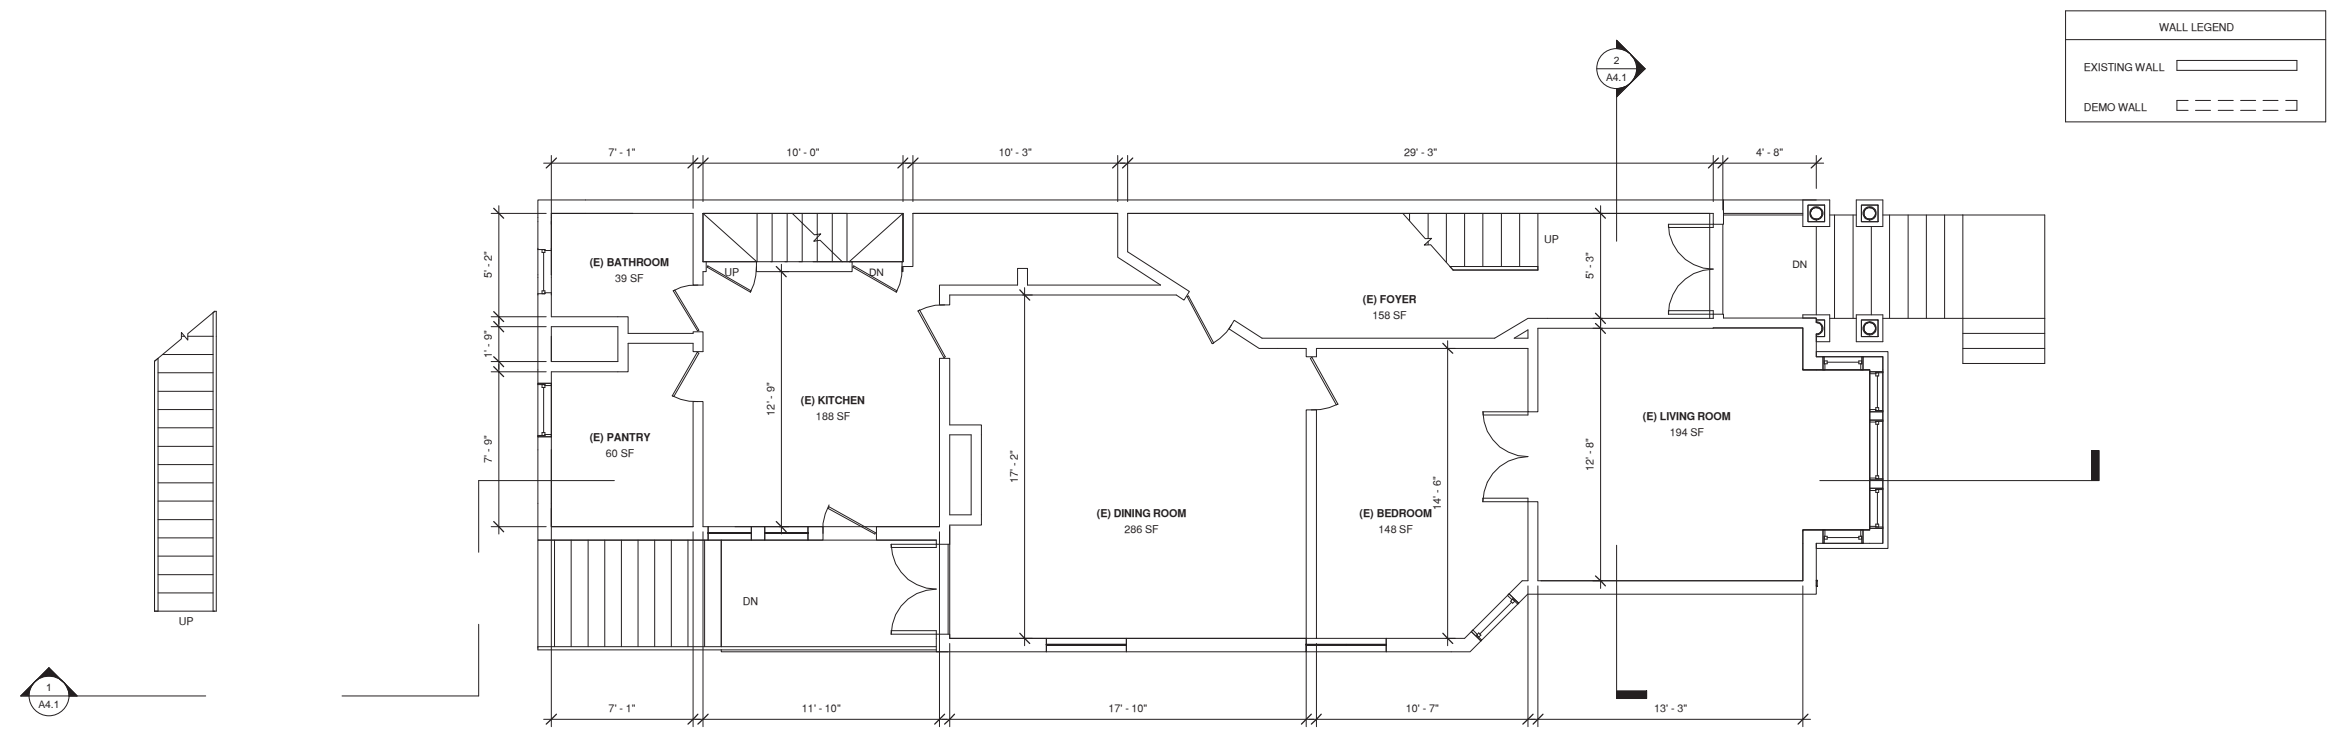 WALL LEGEND
EXISTING WALL
DEMO WALL
2
A4.1
7' - 1"
10' - 0"
10' - 3"
29' - 3"
4' - 8"
5' - 2"
1' - 9"
7' - 9"
(E) BATHROOM
39 SF
UP
DN
12' - 9"
(E) KITCHEN
188 SF
(E) PANTRY
60 SF
17' - 2"
(E) DINING ROOM
286 SF
(E) FOYER
158 SF
UP
5' - 3"
DN
(E) BEDROOM
148 SF
14' - 6"
12' - 8"
(E) LIVING ROOM
194 SF
DN
UP
1
A4.1
7' - 1"
11' - 10"
17' - 10"
10' - 7"
13' - 3"